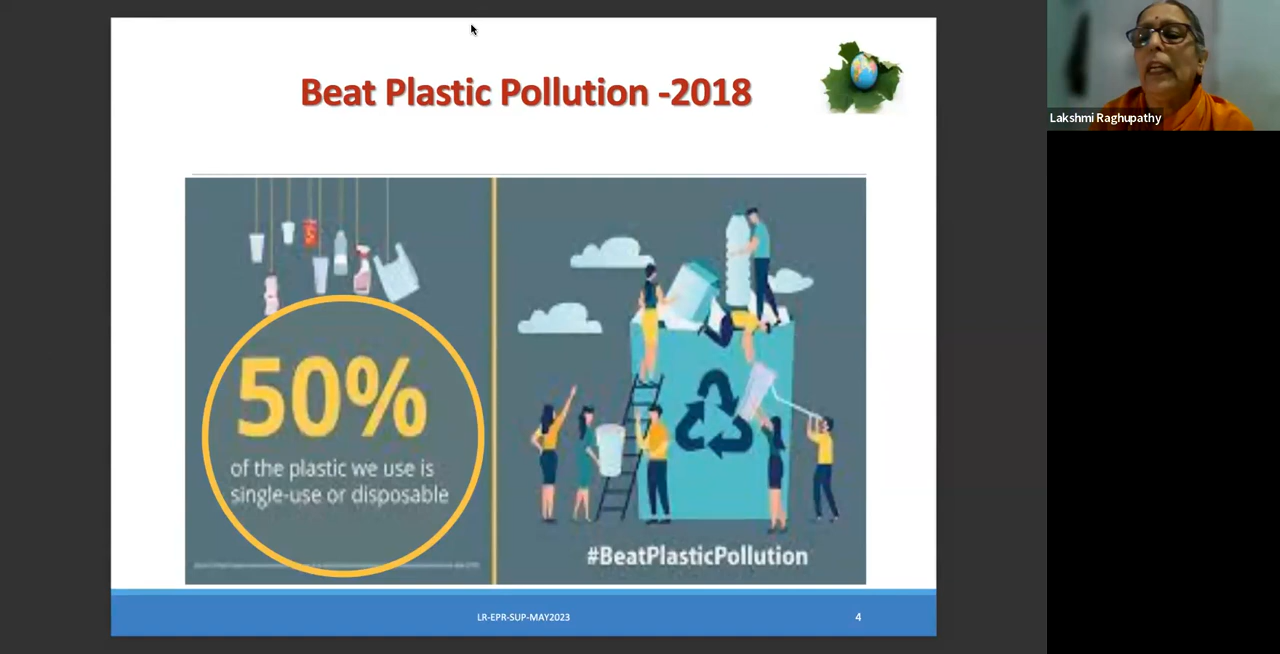 Beat Plastic Pollution -2018
Lakshmi Raghupathy
50%
of the plastic we use is
single-use or disposable
#BeatPlasticPollution
LR-EPR-SUP-MAY2023
4